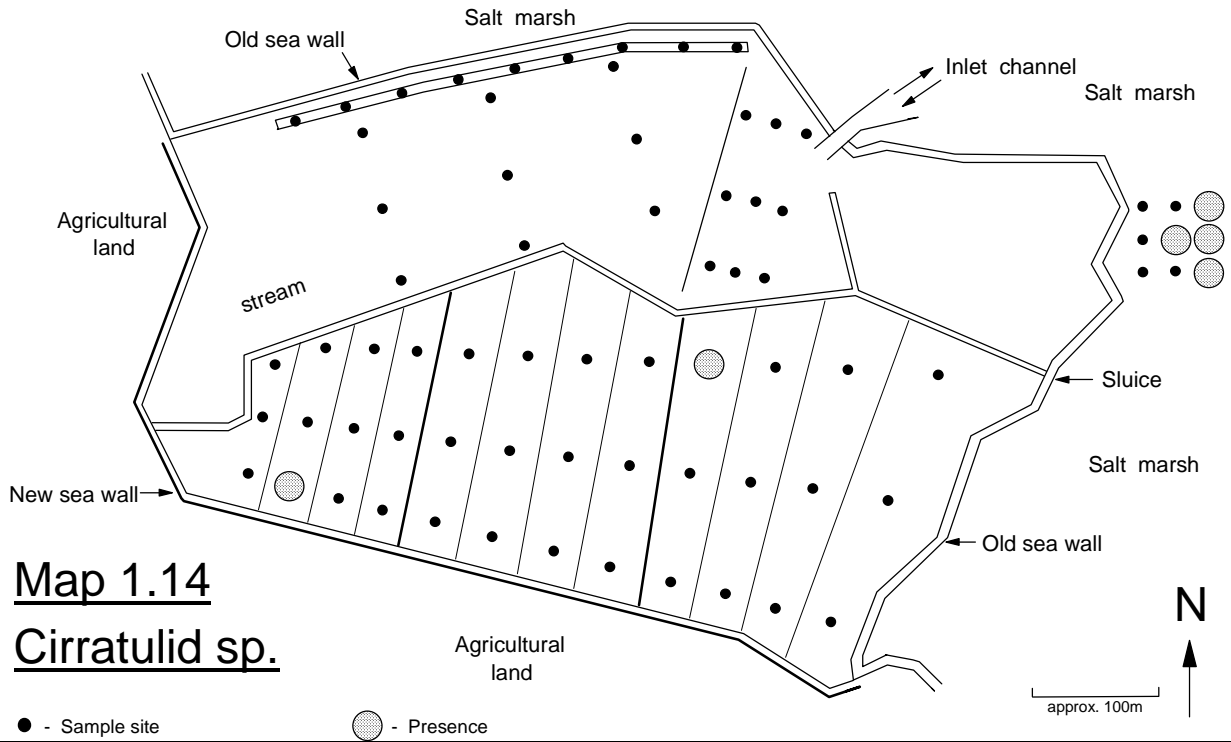 Salt marsh
Old sea wall
Inlet channel
Salt marsh
Agricultural
land
stream
Sluice
Salt marsh
New sea wall
Old sea wall
Map 1.14
Cirratulid sp.
Agricultural
land
N
approx. 100m
- Sample site
- Presence